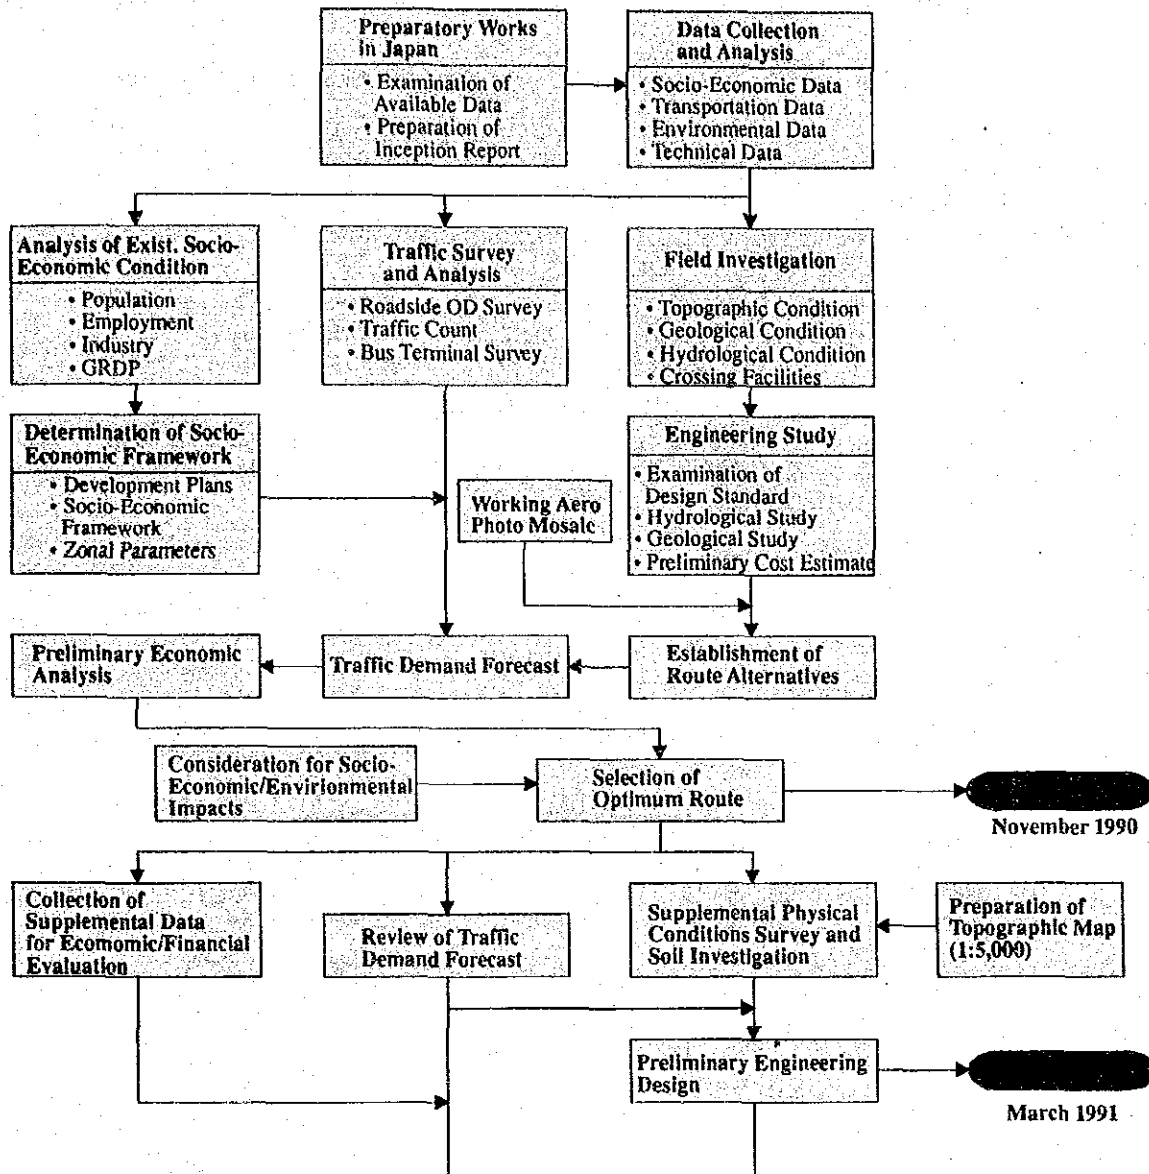 Preparatory Works
in Japan
• Examination of
Available Data
• Preparation of
Inception Report
Data Collection
and Analysis
• Socio-Economic Data
• Transportation Data
• Environmental Data
• Technical Data
Analysis of Exist. Socio-
Economic Condition
• Population
• Employment
• Industry
• GRDP
Traffic Survey
and Analysis
• Roadside OD Survey
• Traffic Count
• Bus Terminal Survey
Field Investigation
• Topographic Condition
• Geological Condition
• Hydrological Condition
• Crossing Facilities
Determination of Socio-
Economic Framework
• Development Plans
• Socio-Economic
Framework
• Zonal Parameters
Working Aero
Photo Mosaic
Engineering Study
• Examination of
Design Standard
• Hydrological Study
• Geological Study
• Preliminary Cost Estimate
Preliminary Economic
Analysis
Traffic Demand Forecast
Establishment of
Route Alternatives
Consideration for Socio-
Economic/Envirionmental
Impacts
Selection of
Optimum Route
November 1990
Collection of
Supplemental Data
for Ecomomic/Financial
Evaluation
Review of Traffic
Demand Forecast
Supplemental Physical
Conditions Survey and
Soil Investigation
Preparation of
Topographic Map
(1:5,000)
Preliminary Engineering
Design
March 1991